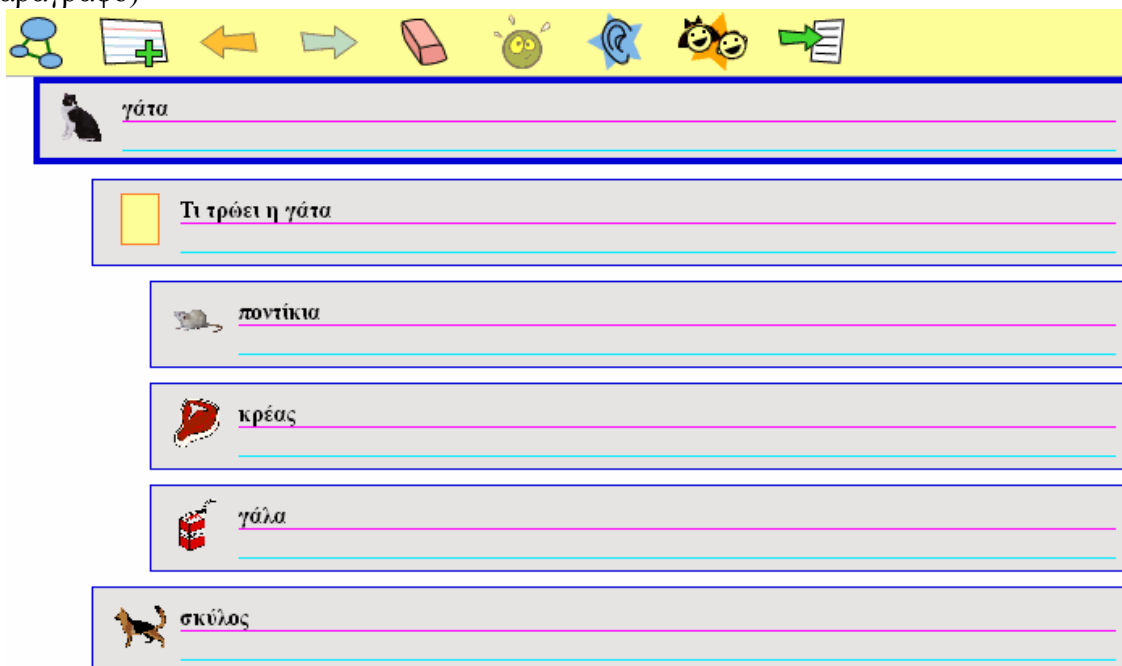 γάτα
Τι τρώει η γάτα
ποντίκια
κρέας
γάλα
σκύλος